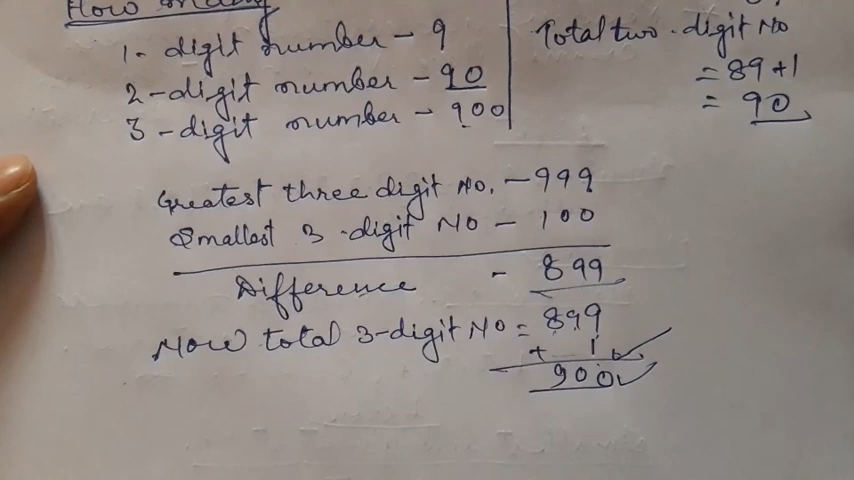 How many
1- digit number - 9
2-digit number - 90
3-digit number - 900
Total two-digit No
= 89+1
= 90
Greatest three digit No. - 999
Smallest 3-digit No - 100
Difference - 899
Now total 3-digit No = 899
+ 1
900